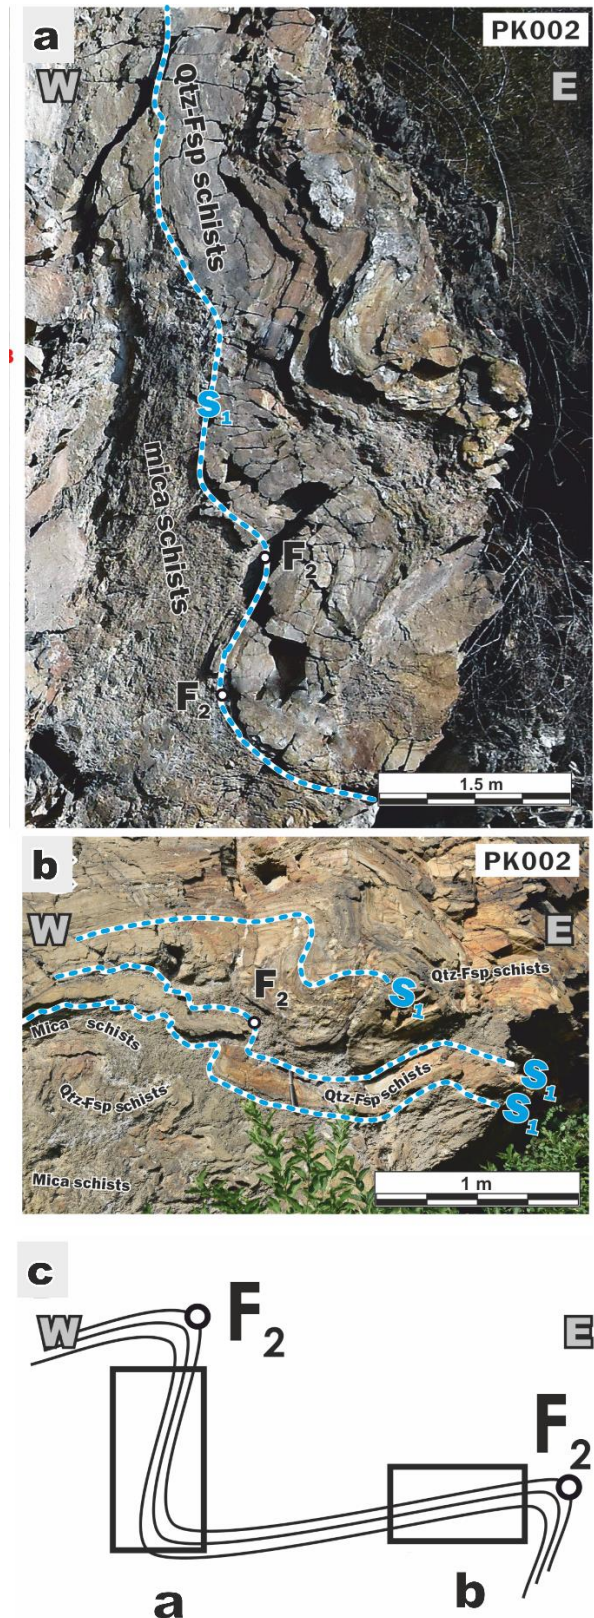 a
PK002
W
E
Qtz-Fsp schists
S1
mica schists
F2
F2
1.5 m
b
PK002
W
E
F2
S1
Qtz-Fsp schists
Mica schists
Qtz-Fsp schists
Qtz-Fsp schists
S1
S1
Mica schists
1 m
c
W
F2
E
F2
a
b